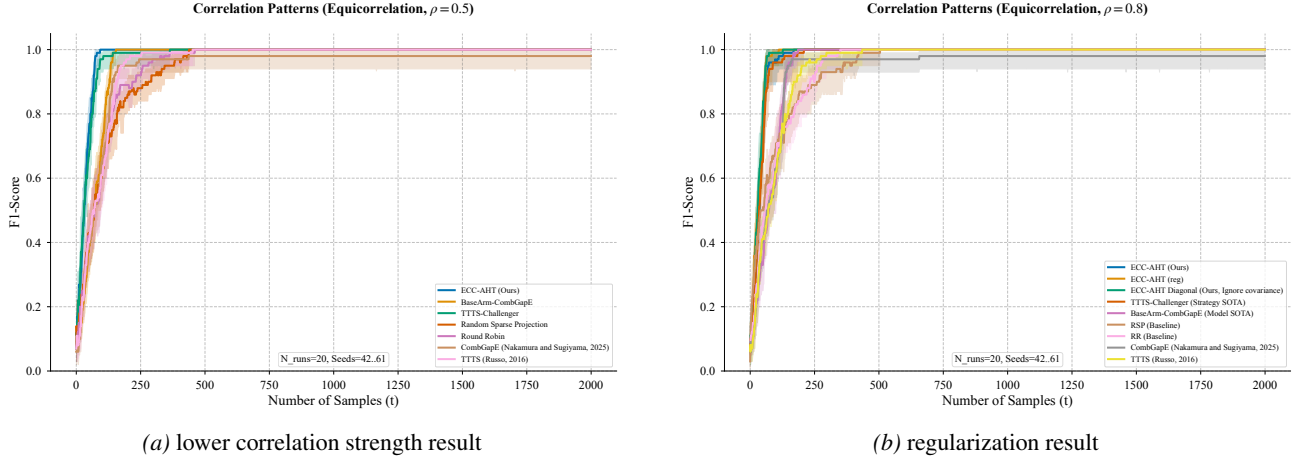 Correlation Patterns (Equicorrelation, ρ = 0.5)
1.0
0.8
0.6
0.4
0.2
0.0
F1-Score
0
250
500
750
1000
1250
1500
1750
2000
Number of Samples (t)
ECC-AHT (Ours)
BaseArm-CombGapE
TTTS-Challenger
Random Sparse Projection
Round Robin
CombGapE (Nakamura and Sugiyama, 2025)
TTTS (Russo, 2016)
N_runs=20, Seeds=42..61
(a) lower correlation strength result
Correlation Patterns (Equicorrelation, ρ = 0.8)
1.0
0.8
0.6
0.4
0.2
0.0
F1-Score
0
250
500
750
1000
1250
1500
1750
2000
Number of Samples (t)
ECC-AHT (Ours)
ECC-AHT (reg)
ECC-AHT Diagonal (Ours, Ignore covariance)
TTTS-Challenger (Strategy SOTA)
BaseArm-CombGapE (Model SOTA)
RSP (Baseline)
RR (Baseline)
CombGapE (Nakamura and Sugiyama, 2025)
TTTS (Russo, 2016)
N_runs=20, Seeds=42..61
(b) regularization result